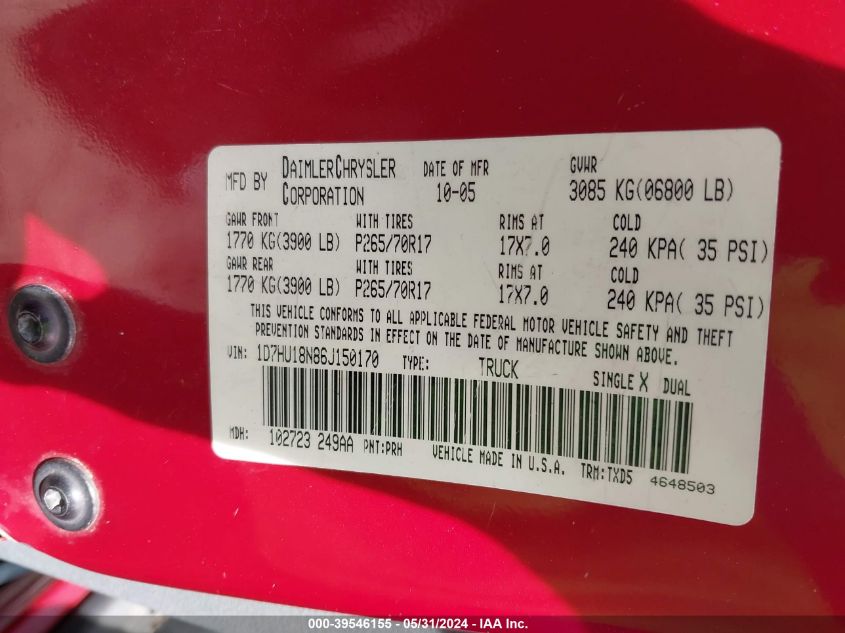 MFD BY DAIMLERCHRYSLER CORPORATION DATE OF MFR 10-05 GVWR 3085 KG(06800 LB)
GAWR FRONT WITH TIRES RIMS AT COLD
1770 KG(3900 LB) P265/70R17 17X7.0 240 KPA( 35 PSI)
GAWR REAR WITH TIRES RIMS AT COLD
1770 KG(3900 LB) P265/70R17 17X7.0 240 KPA( 35 PSI)
THIS VEHICLE CONFORMS TO ALL APPLICABLE FEDERAL MOTOR VEHICLE SAFETY AND THEFT
PREVENTION STANDARDS IN EFFECT ON THE DATE OF MANUFACTURE SHOWN ABOVE.
VIN: 1D7HU18N86J150170 TYPE: TRUCK SINGLE X DUAL
MDH: 102723 249AA PNT:PRH VEHICLE MADE IN U.S.A. TRM:TXD5 4648503
000-39546155 - 05/31/2024 - IAA Inc.